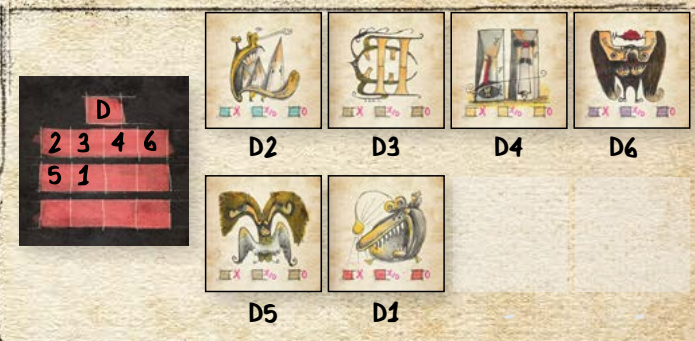 D
2 3 4 6
5 1
X X/O O
X X/O O
X X/O O
X X/O O
D2 D3 D4 D6
X X/O O
X X/O O
D5 D1